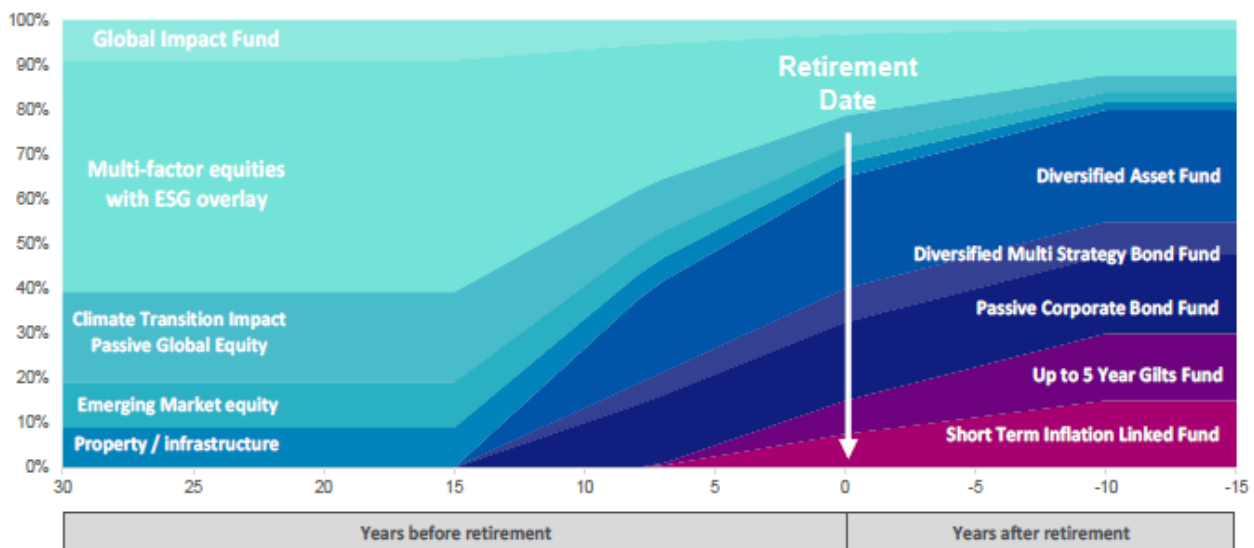 100%
90%
80%
70%
60%
50%
40%
30%
20%
10%
0%
Global Impact Fund
Multi-factor equities
with ESG overlay
Climate Transition Impact
Passive Global Equity
Emerging Market equity
Property / infrastructure
Retirement
Date
Diversified Asset Fund
Diversified Multi Strategy Bond Fund
Passive Corporate Bond Fund
Up to 5 Year Gilts Fund
Short Term Inflation Linked Fund
30 25 20 15 10 5 0 -5 -10 -15
Years before retirement Years after retirement